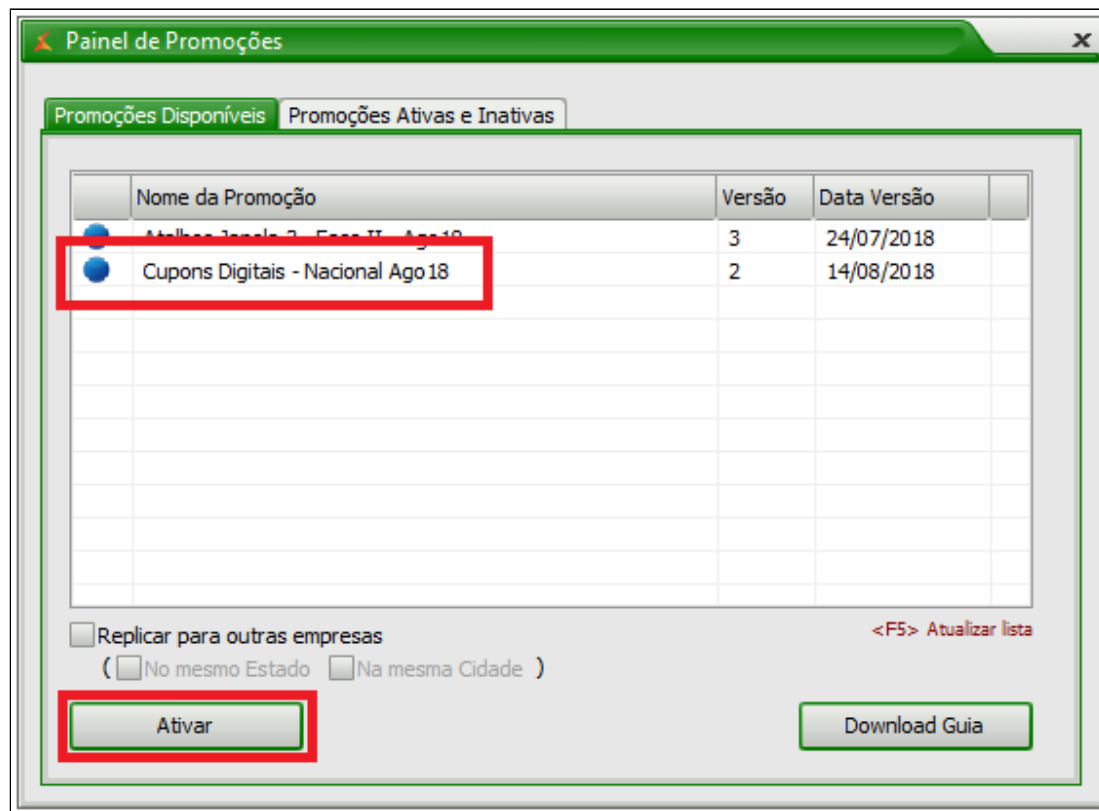 Painel de Promoções x
Promoções Disponíveis Promoções Ativas e Inativas
Nome da Promoção Versão Data Versão
3 24/07/2018
Cupons Digitais - Nacional Ago18 2 14/08/2018
Replicar para outras empresas <F5> Atualizar lista
( No mesmo Estado Na mesma Cidade )
Ativar Download Guia